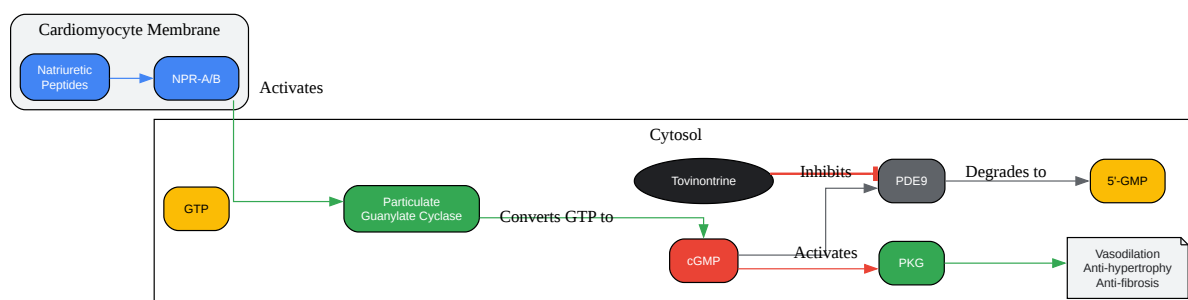 Cardiomyocyte Membrane
Natriuretic
Peptides
NPR-A/B
Activates
Cytosol
GTP
Particulate
Guanylate Cyclase
Converts GTP to
Tovinontrine
Inhibits
PDE9
Degrades to
5'-GMP
cGMP
Activates
PKG
Vasodilation
Anti-hypertrophy
Anti-fibrosis